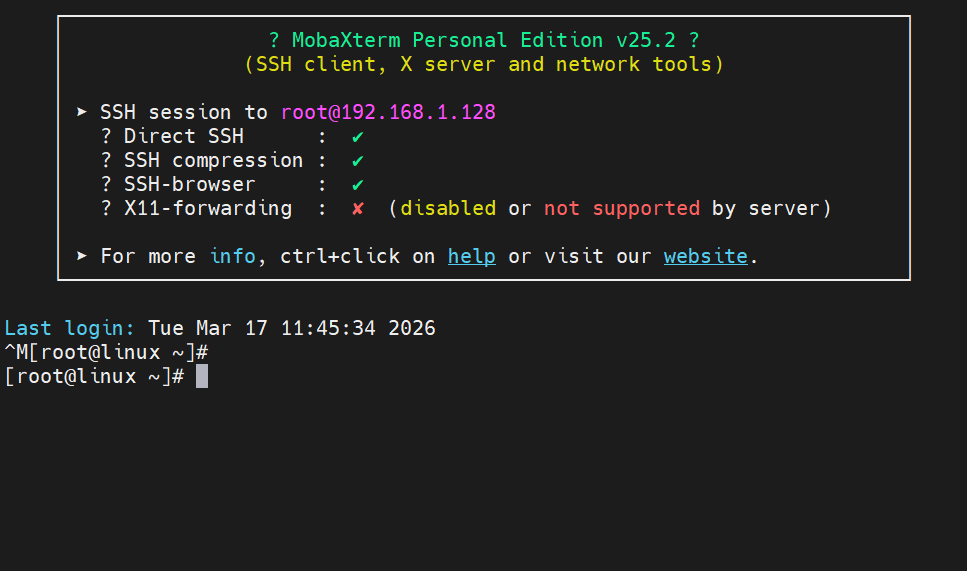 ? MobaXterm Personal Edition v25.2 ?
(SSH client, X server and network tools)
➤ SSH session to root@192.168.1.128
? Direct SSH      :  ✔
? SSH compression :  ✔
? SSH-browser     :  ✔
? X11-forwarding  :  ✘  (disabled or not supported by server)
➤ For more info, ctrl+click on help or visit our website.
Last login: Tue Mar 17 11:45:34 2026
^M[root@linux ~]#
[root@linux ~]#